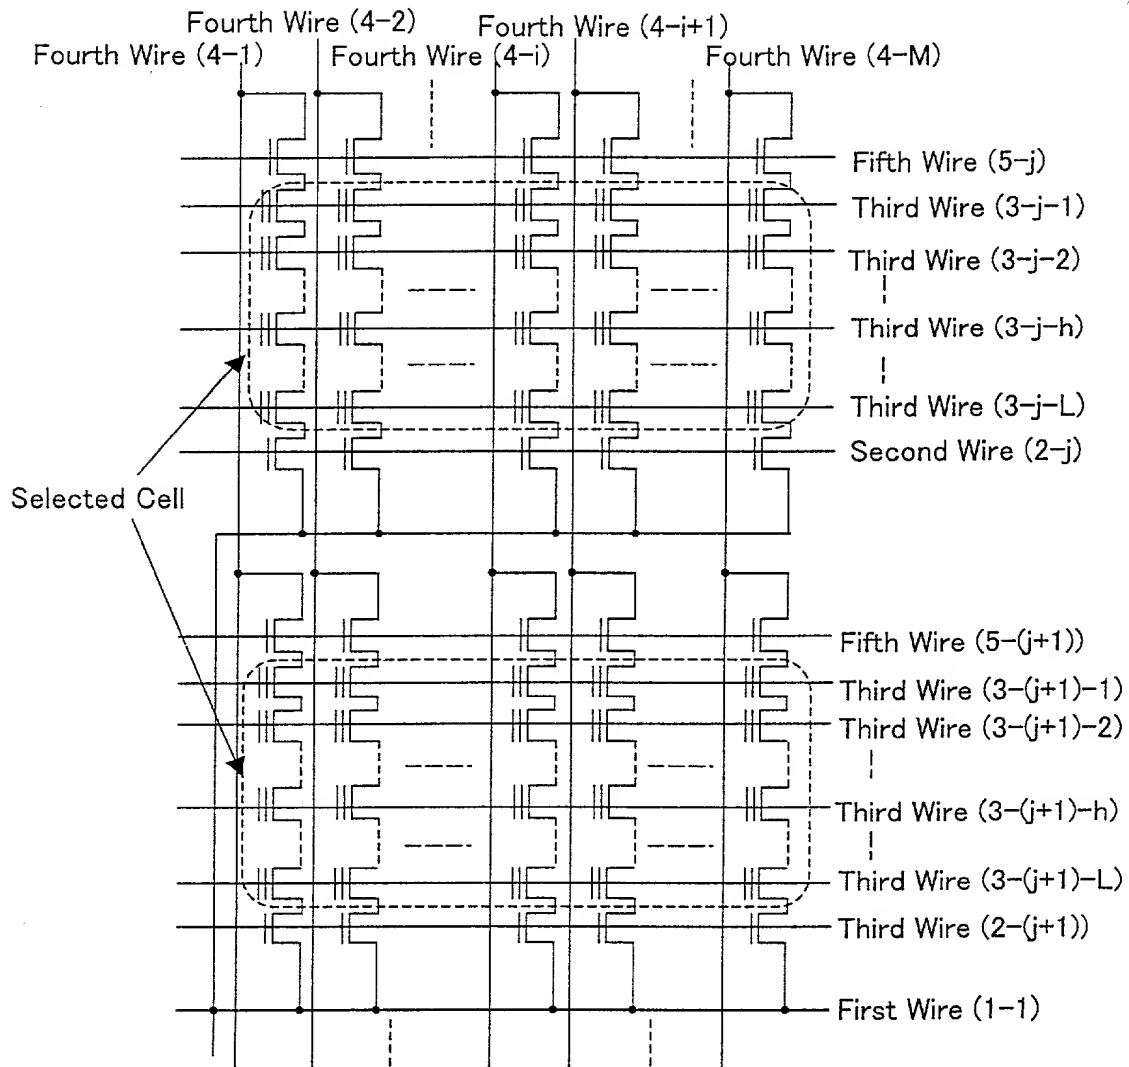 Fourth Wire (4-2)
Fourth Wire (4-i+1)
Fourth Wire (4-1)
Fourth Wire (4-i)
Fourth Wire (4-M)
Fifth Wire (5-j)
Third Wire (3-j-1)
Third Wire (3-j-2)
Third Wire (3-j-h)
Third Wire (3-j-L)
Second Wire (2-j)
Selected Cell
Fifth Wire (5-(j+1))
Third Wire (3-(j+1)-1)
Third Wire (3-(j+1)-2)
Third Wire (3-(j+1)-h)
Third Wire (3-(j+1)-L)
Third Wire (2-(j+1))
First Wire (1-1)